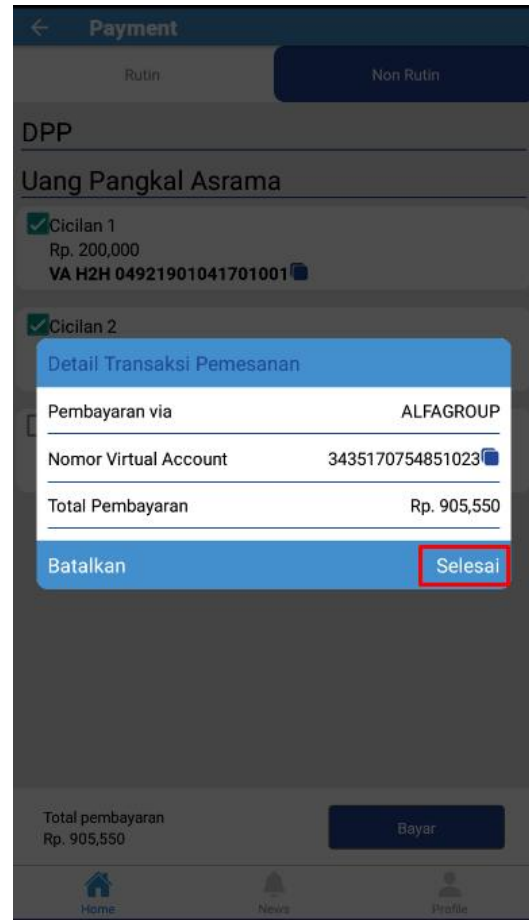 Payment
Rutin Non Rutin
DPP
Uang Pangkal Asrama
Cicilan 1
Rp. 200,000
VA H2H 04921901041701001
Cicilan 2
Detail Transaksi Pemesanan
Pembayaran via ALFAGROUP
Nomor Virtual Account 3435170754851023
Total Pembayaran Rp. 905,550
Batalkan Selesai
Total pembayaran
Rp. 905,550
Bayar
Home News Profile